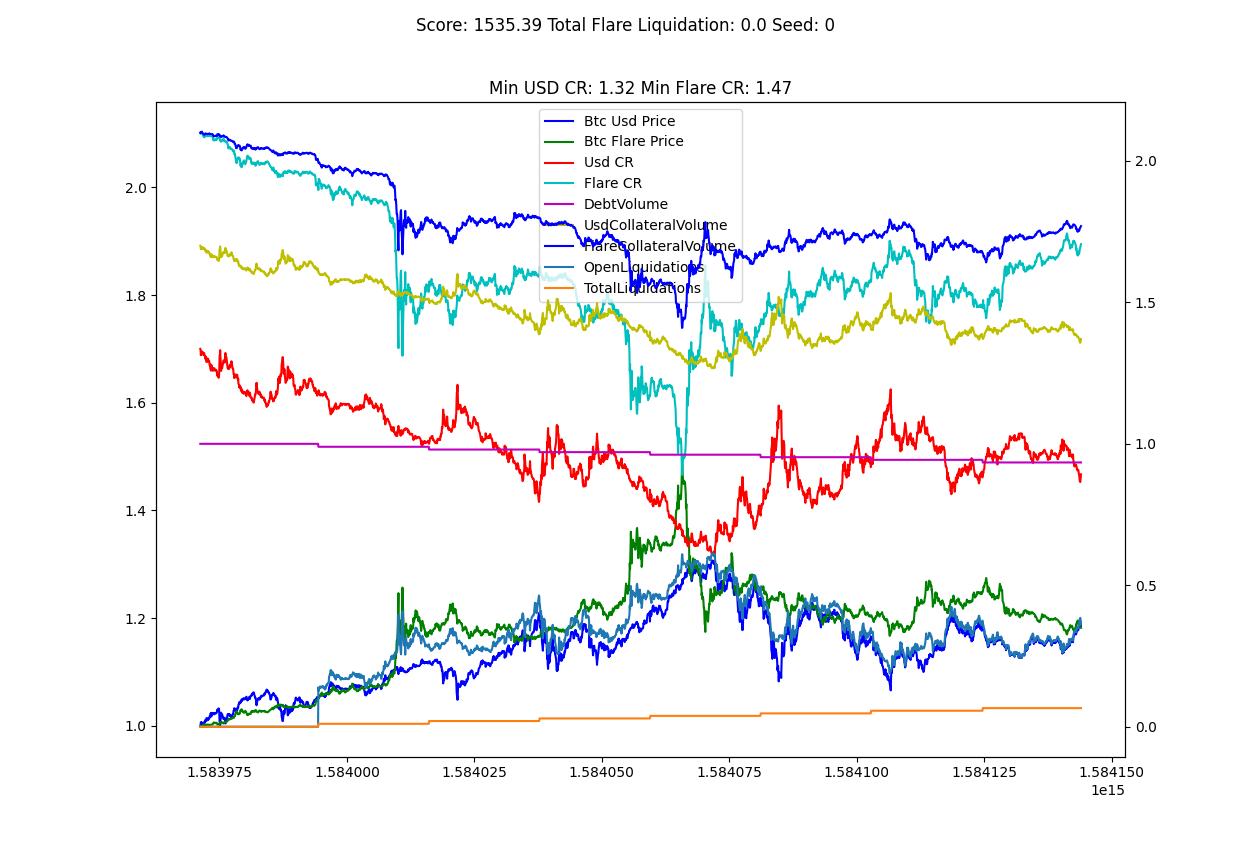 Score: 1535.39 Total Flare Liquidation: 0.0 Seed: 0
Min USD CR: 1.32 Min Flare CR: 1.47
Btc Usd Price
Btc Flare Price
Usd CR
Flare CR
DebtVolume
UsdCollateralVolume
FlareCollateralVolume
OpenLiquidations
TotalLiquidations
2.0
1.8
1.6
1.4
1.2
1.0
2.0
1.5
1.0
0.5
0.0
1.583975 1.584000 1.584025 1.584050 1.584075 1.584100 1.584125 1.584150
1e15